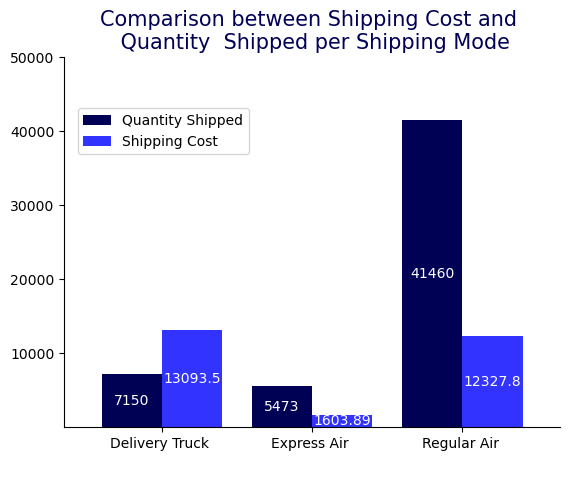 Comparison between Shipping Cost and
Quantity  Shipped per Shipping Mode
50000
40000
30000
20000
10000
Quantity Shipped
Shipping Cost
7150
13093.5
5473
1603.89
41460
12327.8
Delivery Truck
Express Air
Regular Air